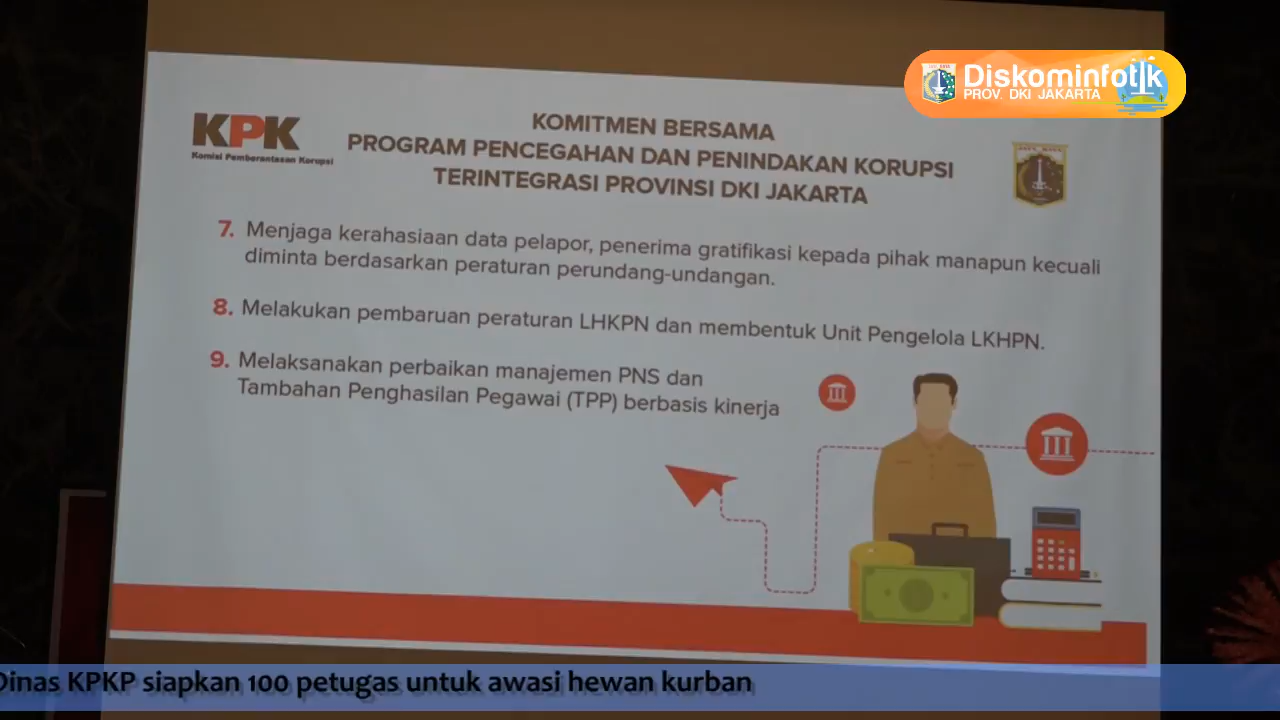 Diskominfotik
PROV. DKI JAKARTA
KPK
Komisi Pemberantasan Korupsi
KOMITMEN BERSAMA
PROGRAM PENCEGAHAN DAN PENINDAKAN KORUPSI
TERINTEGRASI PROVINSI DKI JAKARTA
JAYA RAYA
7. Menjaga kerahasiaan data pelapor, penerima gratifikasi kepada pihak manapun kecuali
diminta berdasarkan peraturan perundang-undangan.
8. Melakukan pembaruan peraturan LHKPN dan membentuk Unit Pengelola LKHPN.
9. Melaksanakan perbaikan manajemen PNS dan
Tambahan Penghasilan Pegawai (TPP) berbasis kinerja
Dinas KPKP siapkan 100 petugas untuk awasi hewan kurban